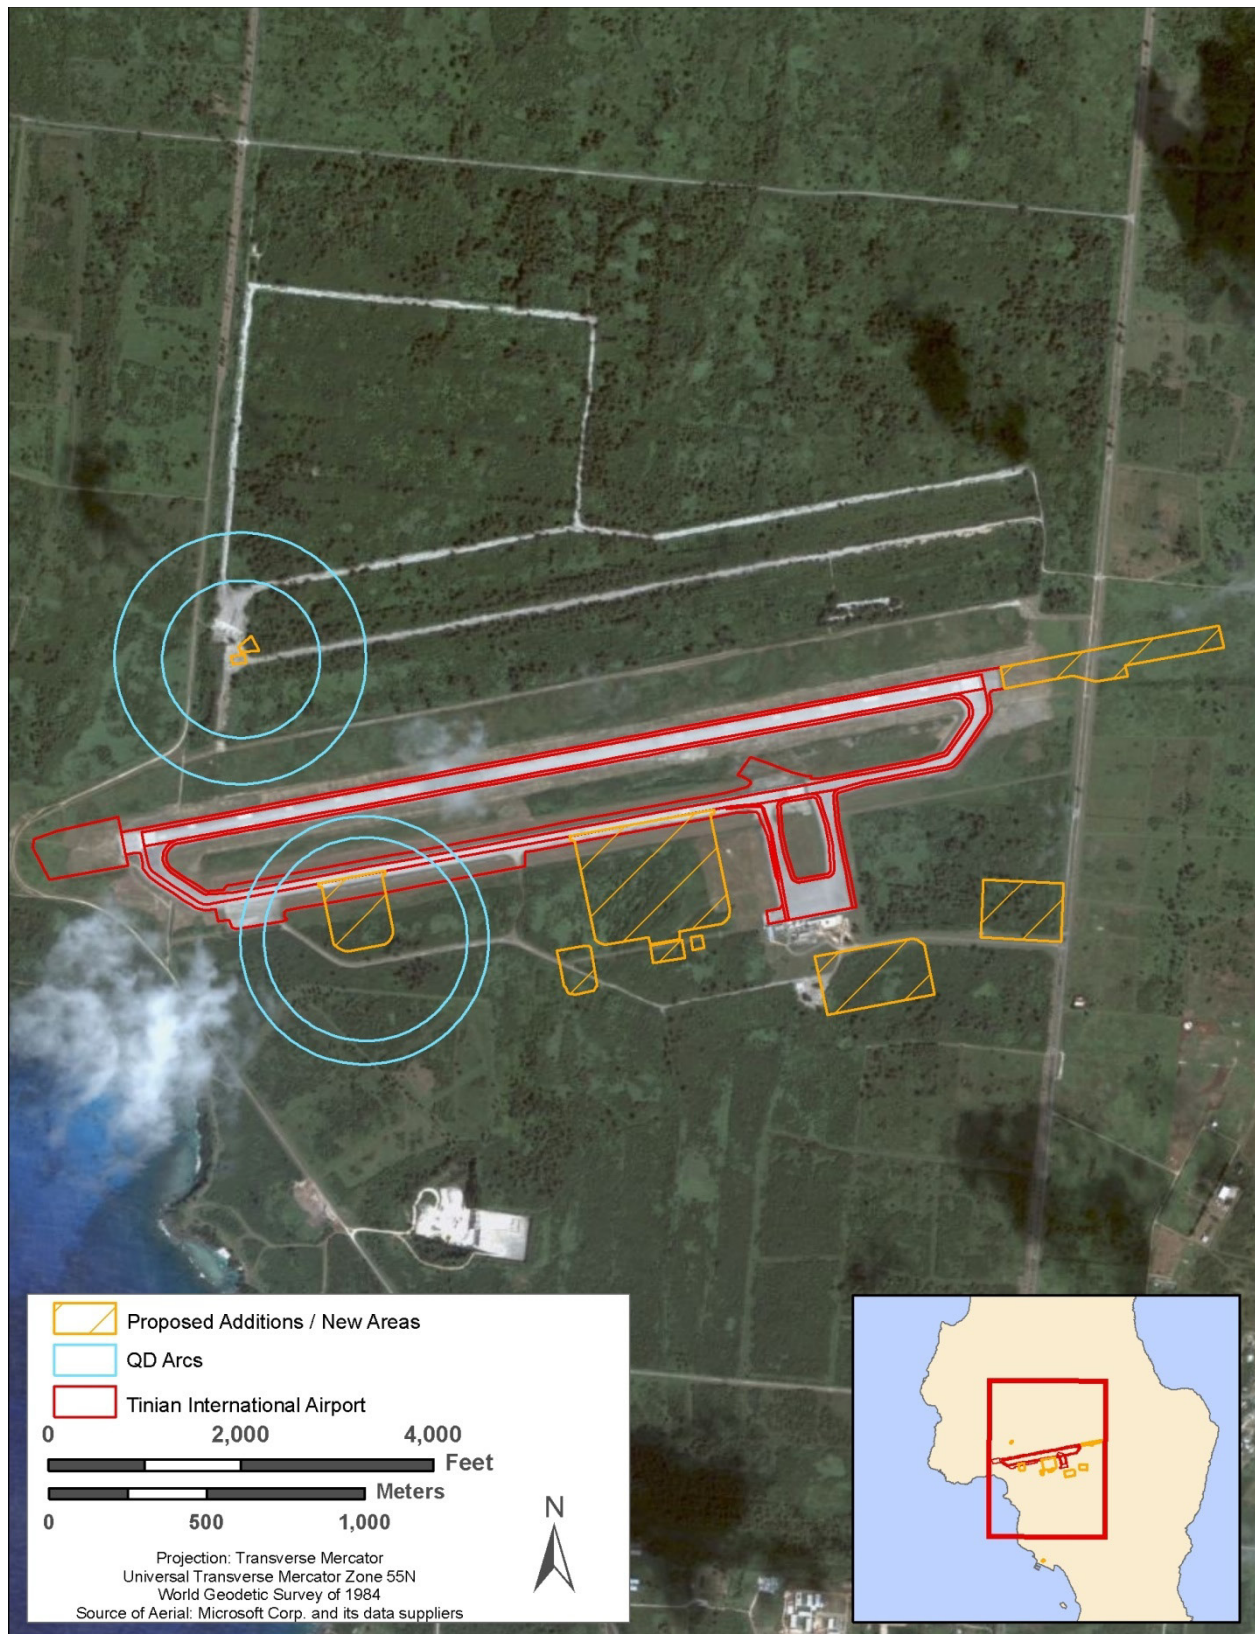 Proposed Additions / New Areas
QD Arcs
Tinian International Airport
0 2,000 4,000
Feet
Meters
0 500 1,000
N
Projection: Transverse Mercator
Universal Transverse Mercator Zone 55N
World Geodetic Survey of 1984
Source of Aerial: Microsoft Corp. and its data suppliers